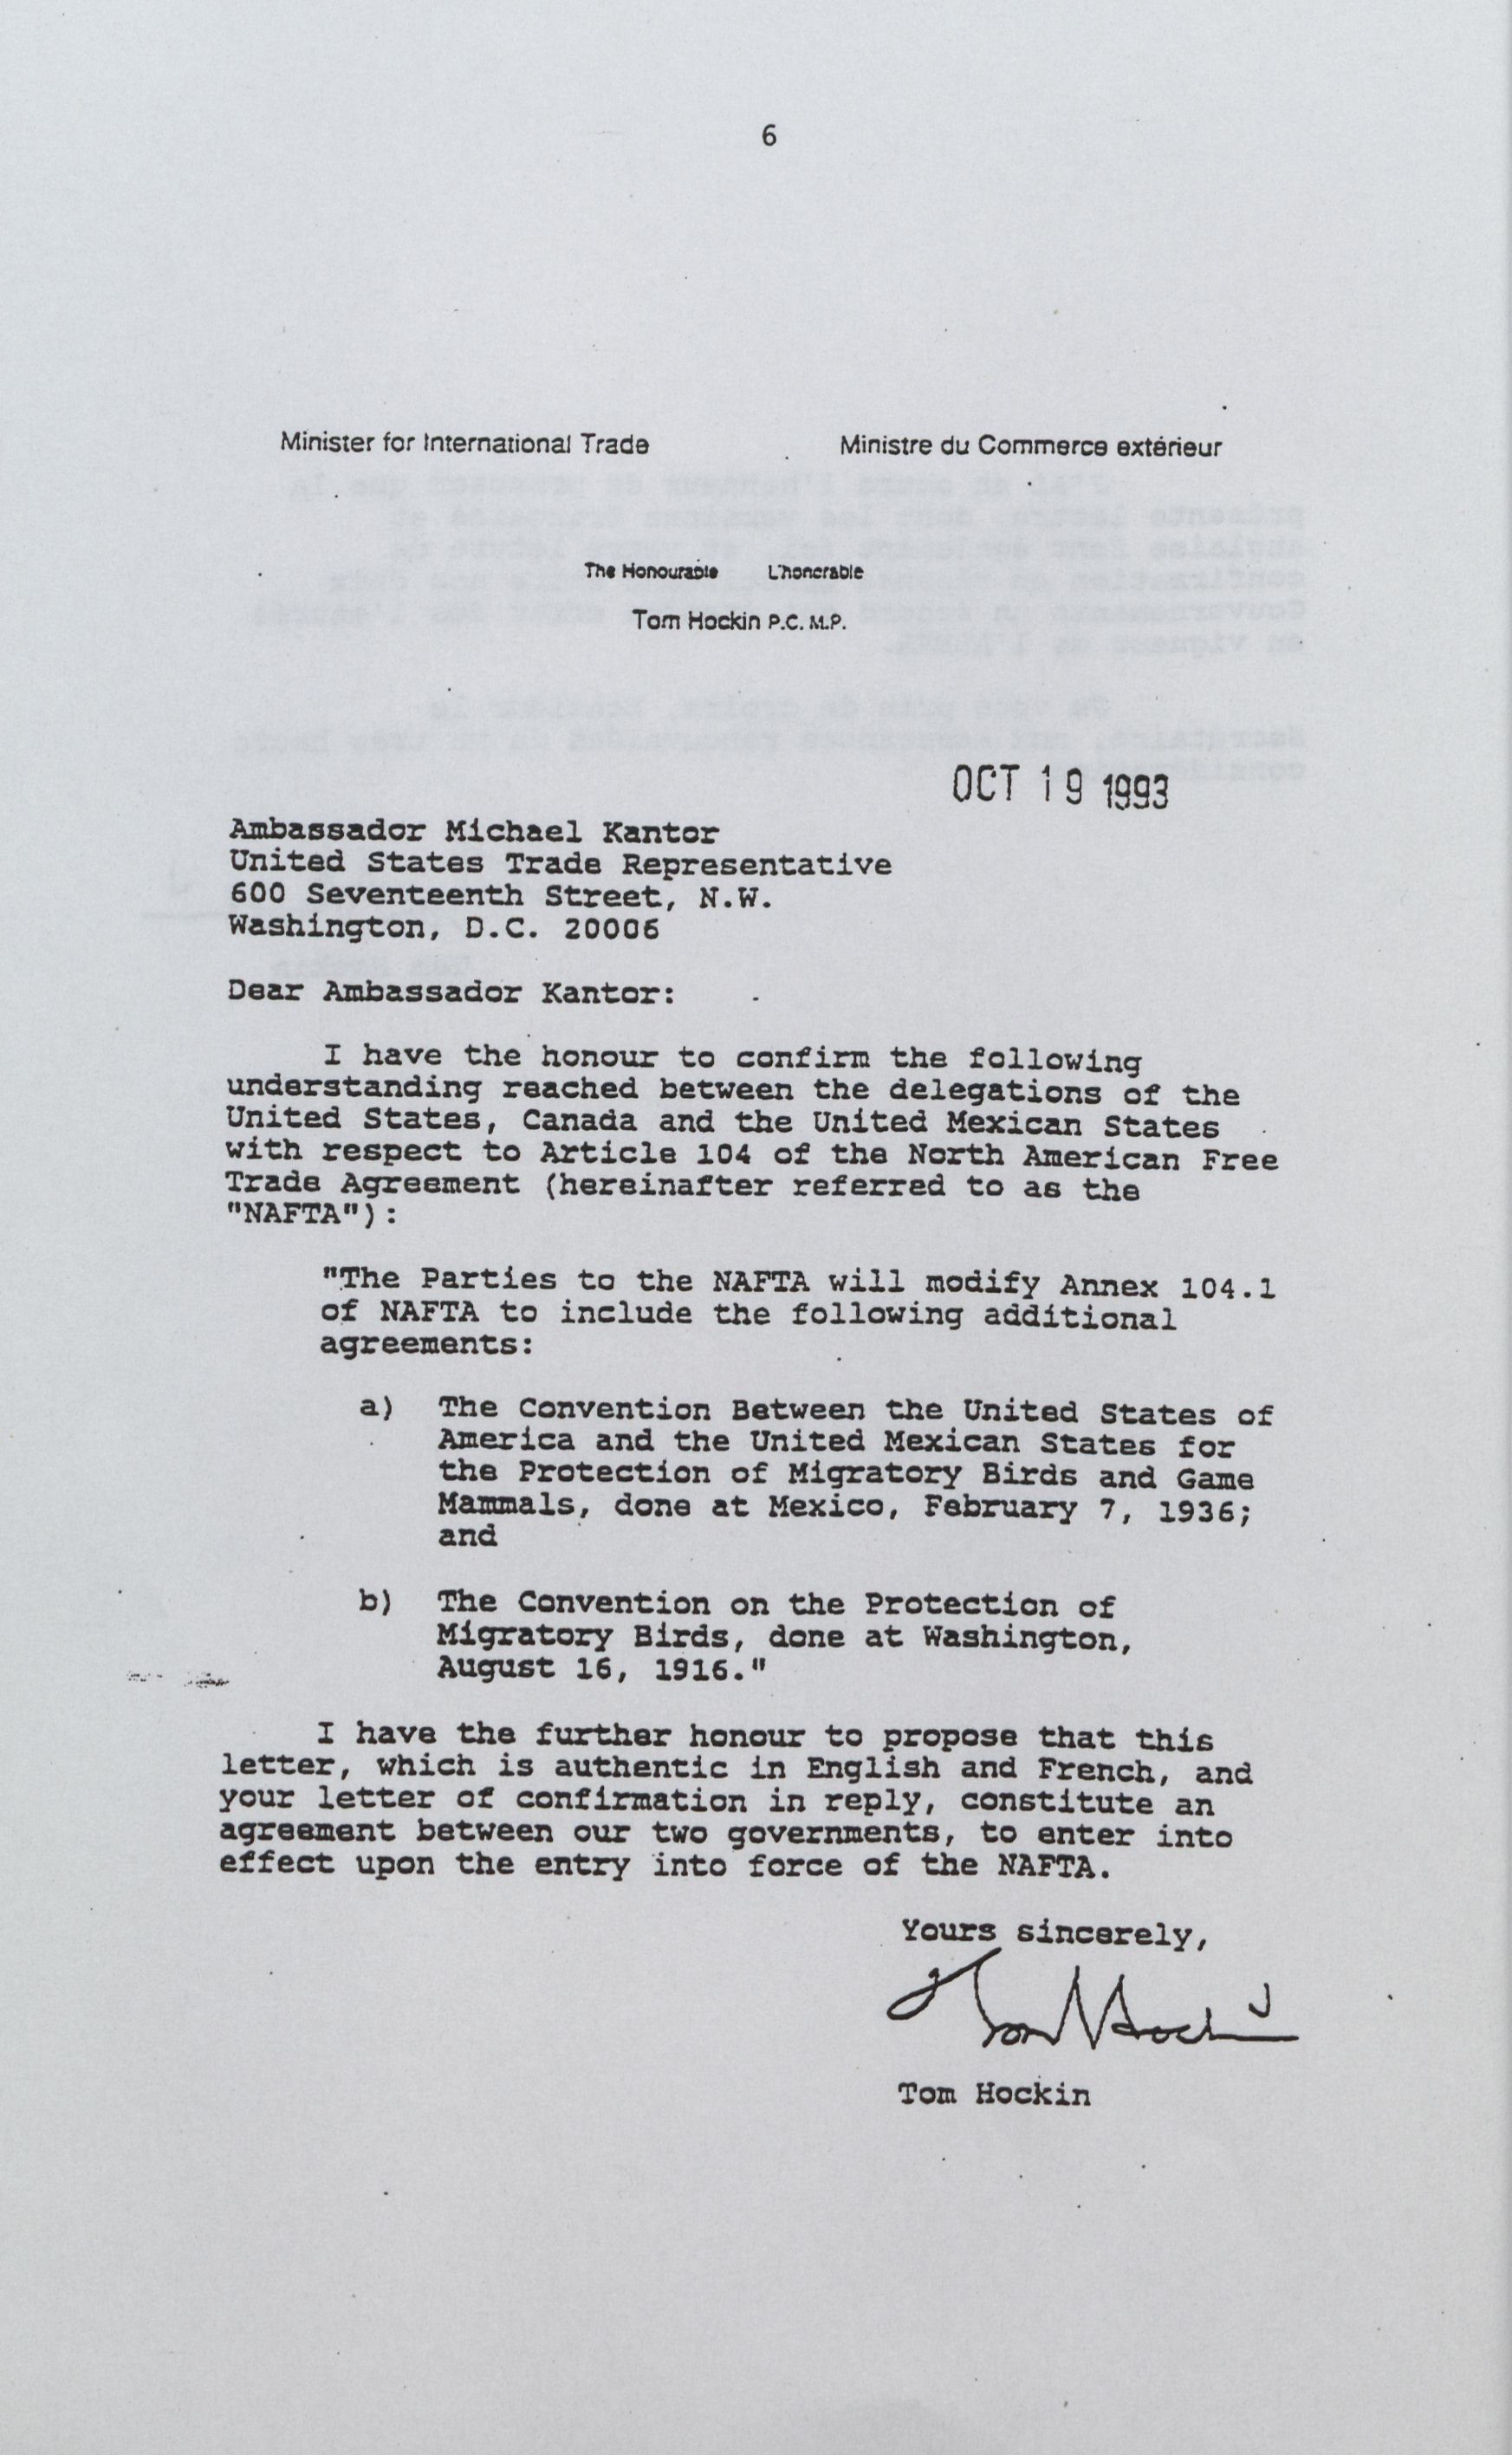 6
Minister for International Trade Ministre du Commerce extérieur
The Honourable L'honorable
Tom Hockin P.C. M.P.
OCT 19 1993
Ambassador Michael Kantor
United States Trade Representative
600 Seventeenth Street, N.W.
Washington, D.C. 20006
Dear Ambassador Kantor:
I have the honour to confirm the following
understanding reached between the delegations of the
United States, Canada and the United Mexican States
with respect to Article 104 of the North American Free
Trade Agreement (hereinafter referred to as the
"NAFTA"):
"The Parties to the NAFTA will modify Annex 104.1
of NAFTA to include the following additional
agreements:
a) The Convention Between the United States of
America and the United Mexican States for
the Protection of Migratory Birds and Game
Mammals, done at Mexico, February 7, 1936;
and
b) The Convention on the Protection of
Migratory Birds, done at Washington,
August 16, 1916."
I have the further honour to propose that this
letter, which is authentic in English and French, and
your letter of confirmation in reply, constitute an
agreement between our two governments, to enter into
effect upon the entry into force of the NAFTA.
Yours sincerely,
Tom Hockin
Tom Hockin